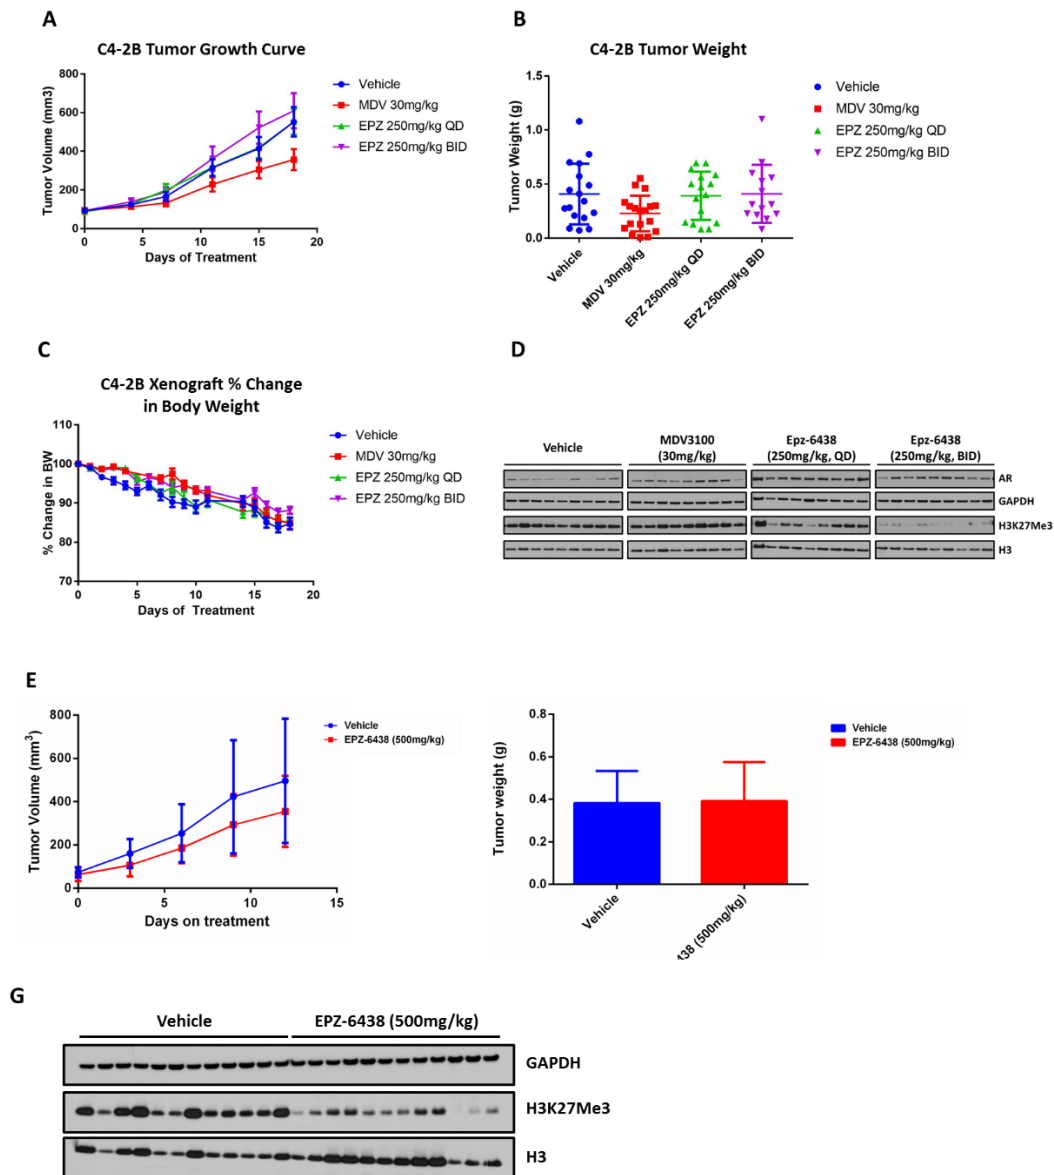 A
C4-2B Tumor Growth Curve
Tumor Volume (mm3)
800
600
400
200
0
0
5
10
15
20
Days of Treatment
Vehicle
MDV 30mg/kg
EPZ 250mg/kg QD
EPZ 250mg/kg BID
B
C4-2B Tumor Weight
Tumor Weight (g)
1.5
1.0
0.5
0.0
Vehicle
MDV 30mg/kg
EPZ 250mg/kg QD
EPZ 250mg/kg BID
Vehicle
MDV 30mg/kg
EPZ 250mg/kg QD
EPZ 250mg/kg BID
C
C4-2B Xenograft % Change
in Body Weight
% Change in BW
110
100
90
80
70
0
5
10
15
20
Days of Treatment
Vehicle
MDV 30mg/kg
EPZ 250mg/kg QD
EPZ 250mg/kg BID
D
Vehicle
MDV3100
(30mg/kg)
Epz-6438
(250mg/kg, QD)
Epz-6438
(250mg/kg, BID)
AR
GAPDH
H3K27Me3
H3
E
Tumor Volume (mm3)
800
600
400
200
0
0
5
10
15
Days on treatment
Vehicle
EPZ-6438 (500mg/kg)
Tumor weight (g)
0.8
0.6
0.4
0.2
0.0
Vehicle
438 (500mg/kg)
Vehicle
EPZ-6438 (500mg/kg)
G
Vehicle
EPZ-6438 (500mg/kg)
GAPDH
H3K27Me3
H3